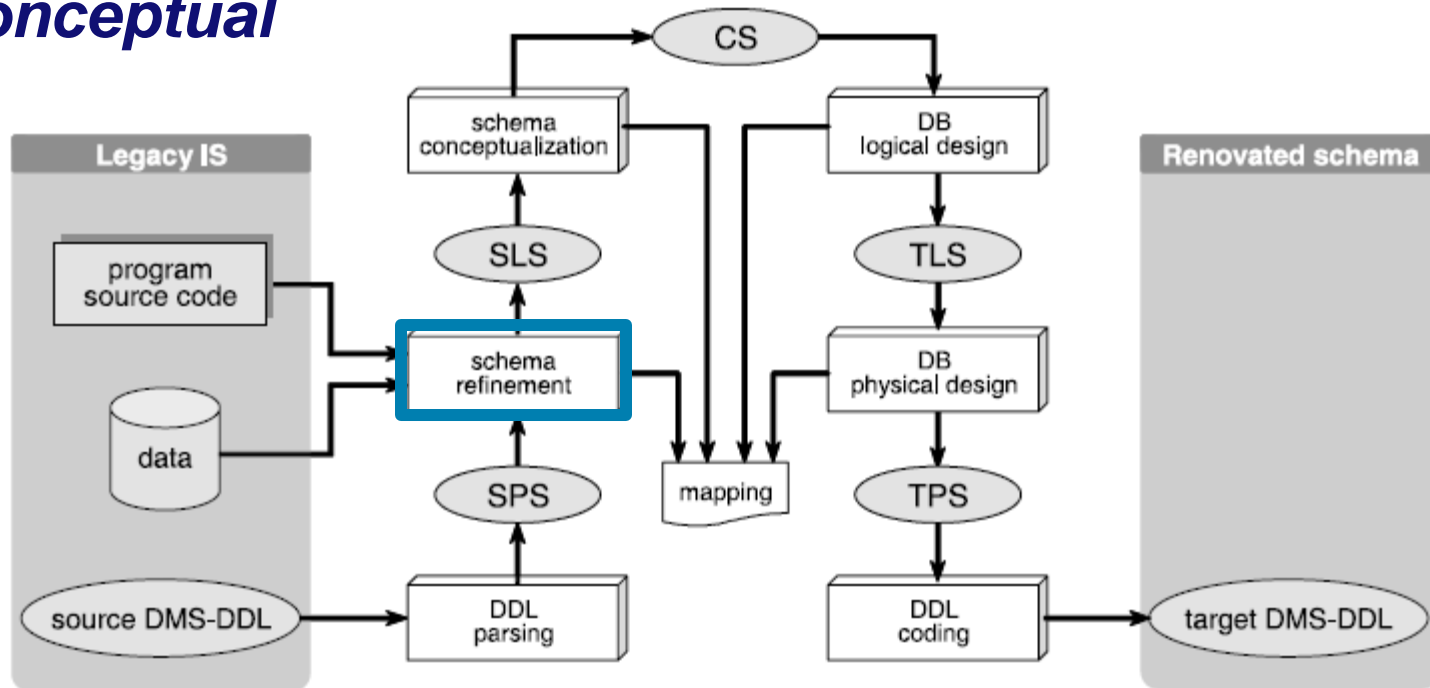 onceptual
CS
schema
conceptualization
DB
logical design
Legacy IS
Renovated schema
program
source code
SLS
TLS
schema
refinement
DB
physical design
data
SPS
mapping
TPS
source DMS-DDL
DDL
parsing
DDL
coding
target DMS-DDL